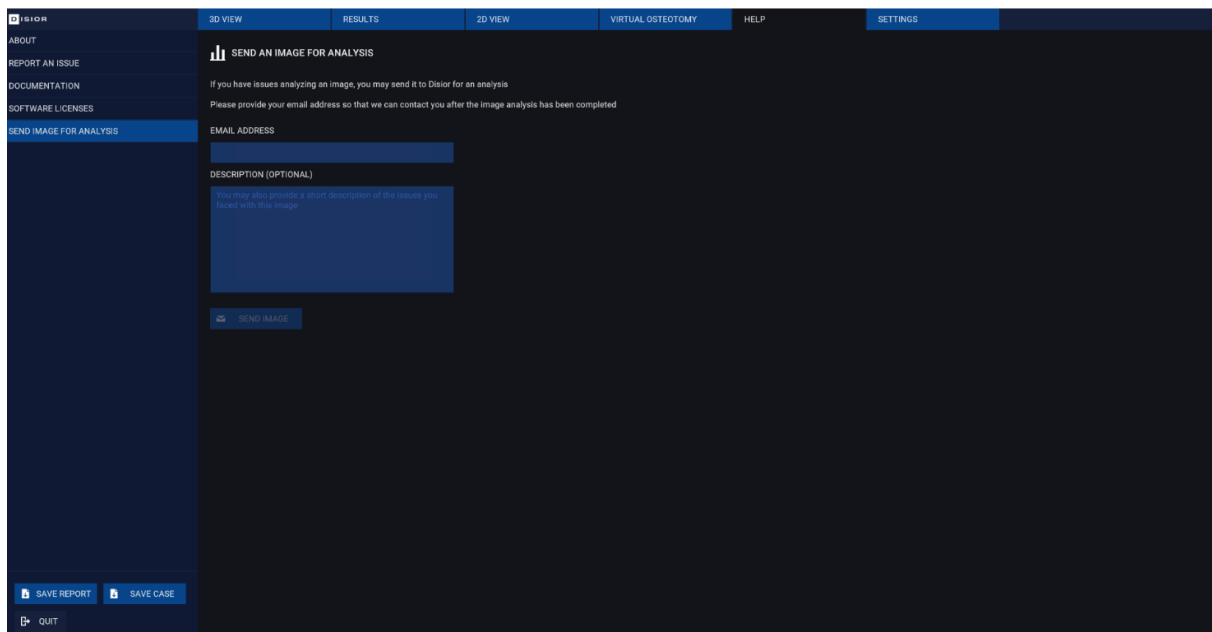 DISIOR
3D VIEW
RESULTS
2D VIEW
VIRTUAL OSTEOTOMY
HELP
SETTINGS
ABOUT
REPORT AN ISSUE
DOCUMENTATION
SOFTWARE LICENSES
SEND IMAGE FOR ANALYSIS
SEND AN IMAGE FOR ANALYSIS
If you have issues analyzing an image, you may send it to Disior for an analysis
Please provide your email address so that we can contact you after the image analysis has been completed
EMAIL ADDRESS
DESCRIPTION (OPTIONAL)
You may also provide a short description of the issues you
faced with this image
SEND IMAGE
SAVE REPORT
SAVE CASE
QUIT